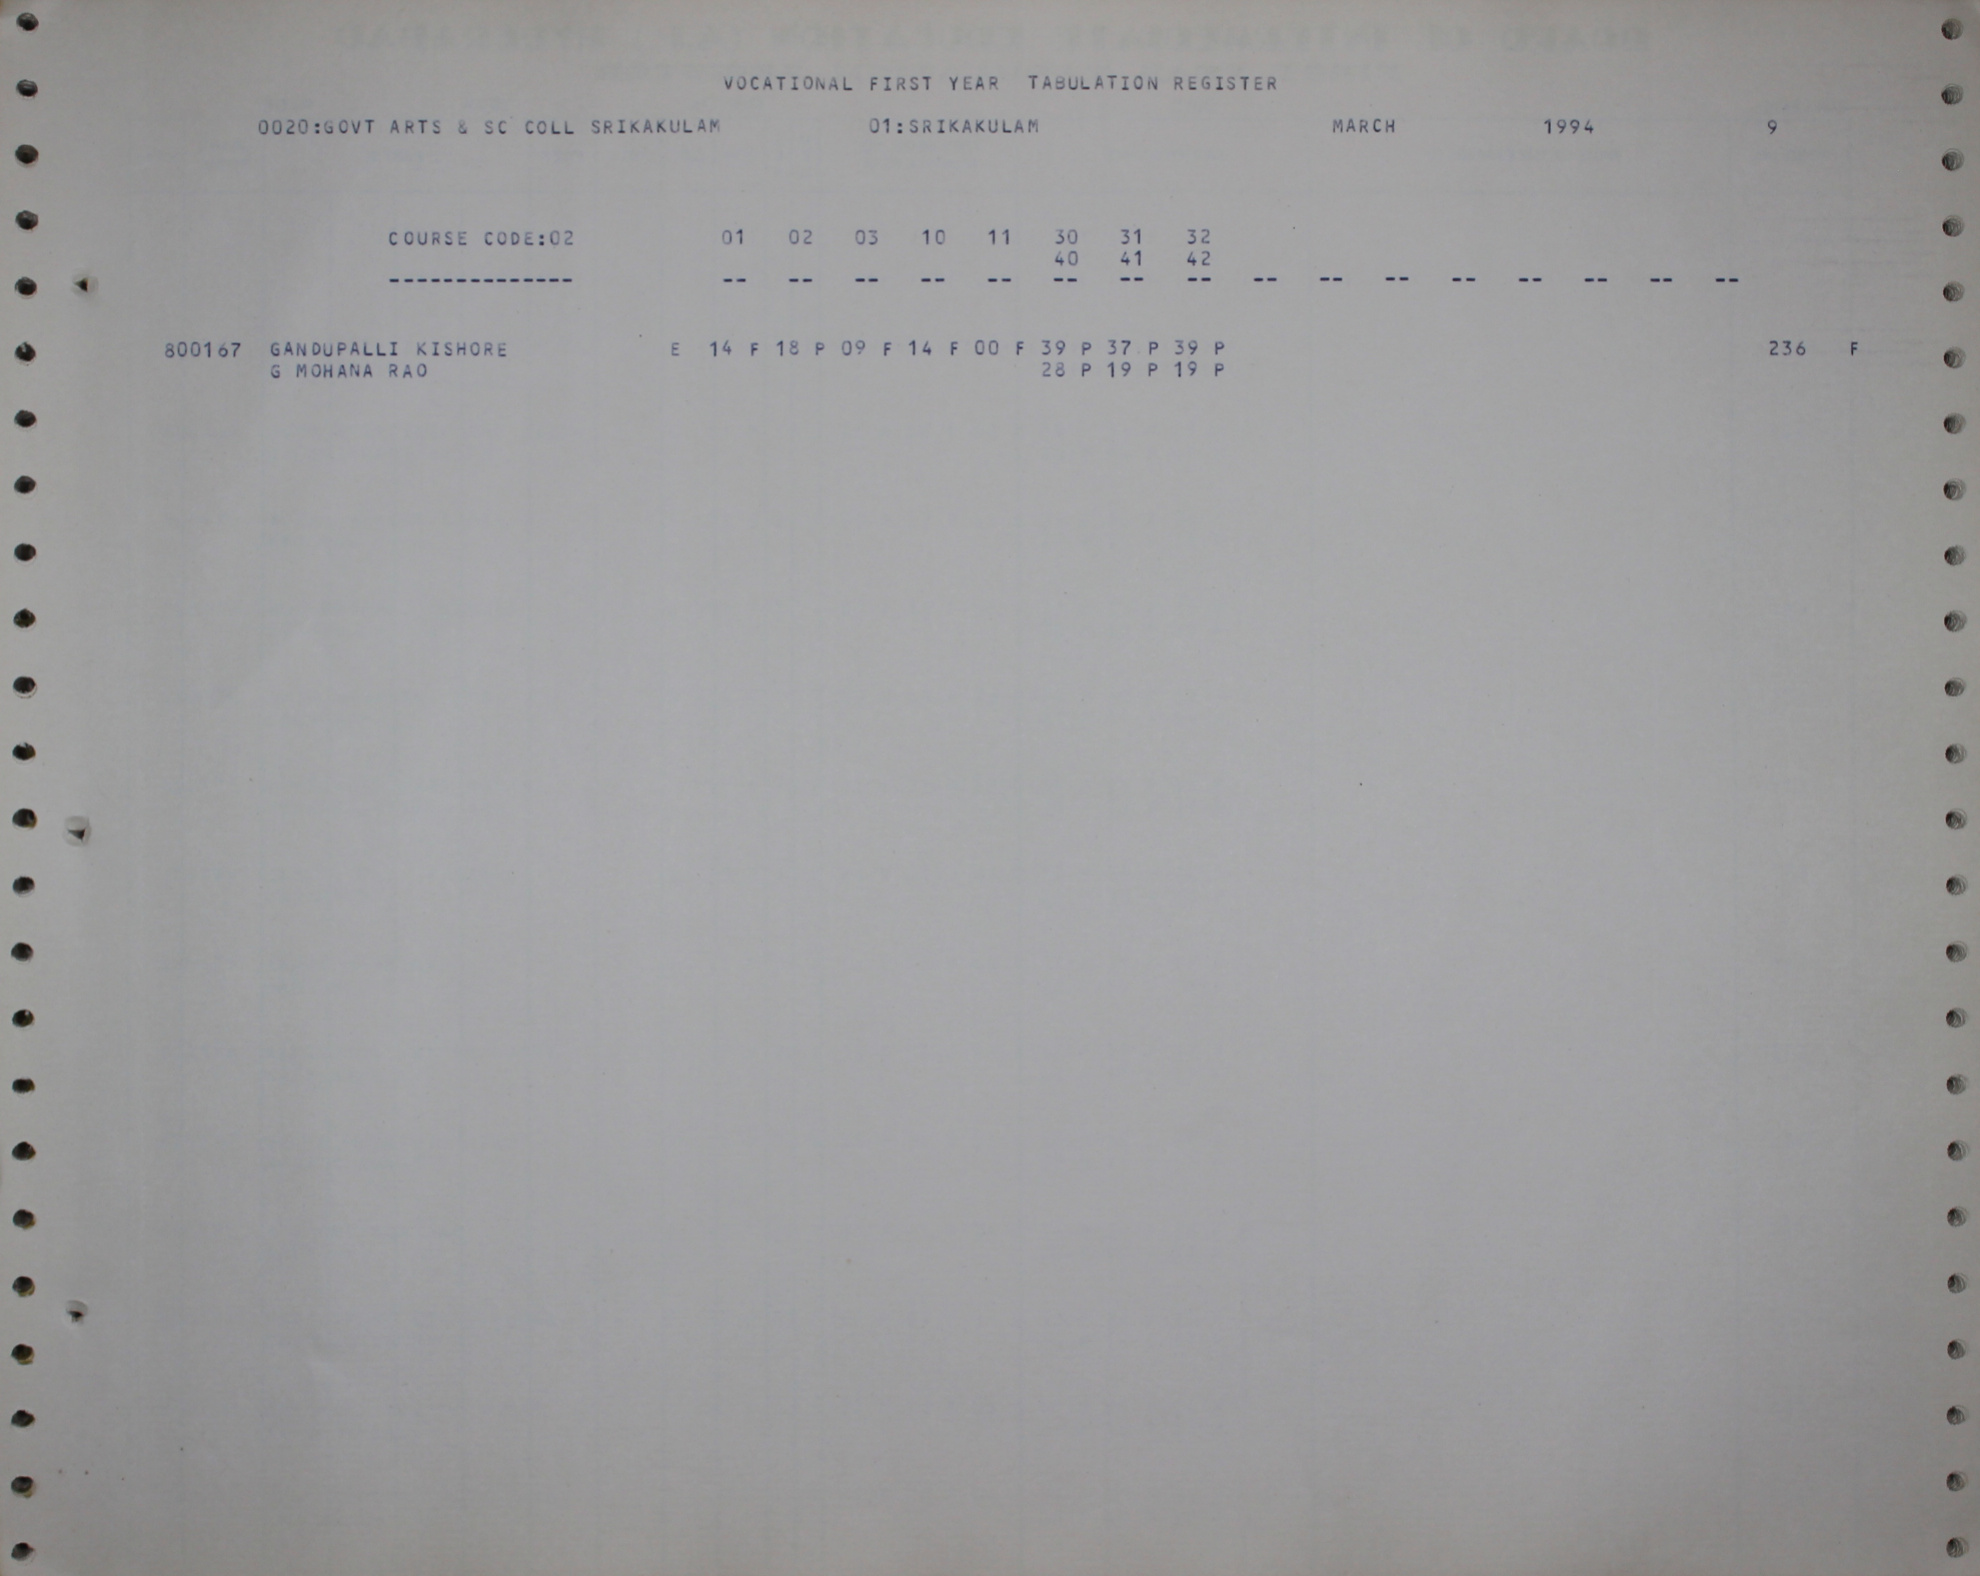 VOCATIONAL FIRST YEAR TABULATION REGISTER
0020:GOVT ARTS & SC COLL SRIKAKULAM 01:SRIKAKULAM MARCH 1994 9
COURSE CODE:02 01 02 03 10 11 30 31 32
40 41 42
-------------- -- -- -- -- -- -- -- -- -- -- -- -- -- -- -- --
800167 GANDUPALLI KISHORE E 14 F 18 P 09 F 14 F 00 F 39 P 37 P 39 P 236 F
G MOHANA RAO 28 P 19 P 19 P